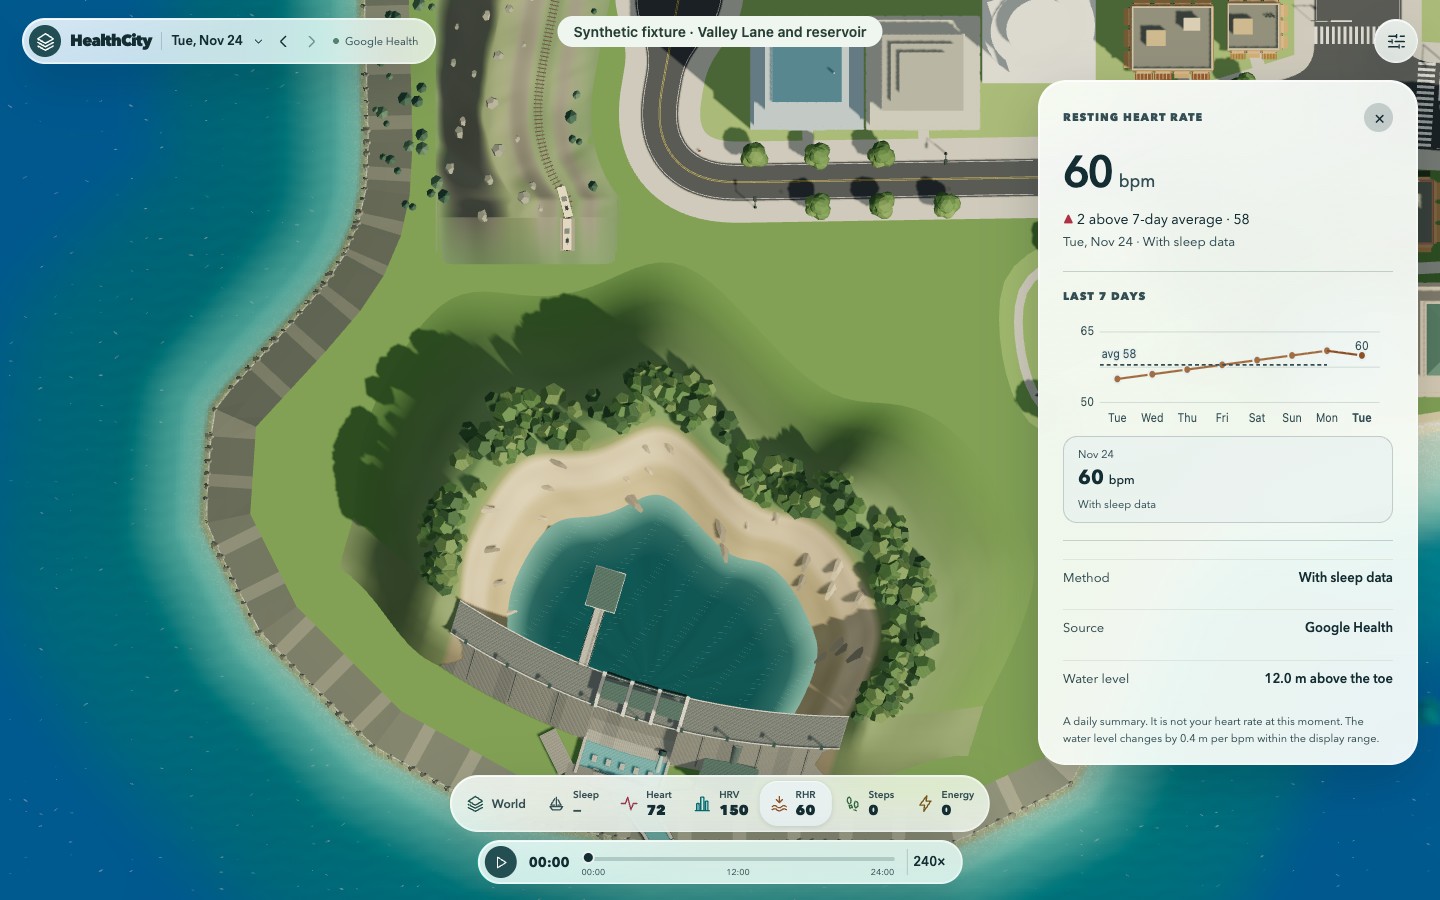 HealthCity
Tue, Nov 24
Google Health
Synthetic fixture · Valley Lane and reservoir
RESTING HEART RATE
60 bpm
2 above 7-day average · 58
Tue, Nov 24 · With sleep data
LAST 7 DAYS
65
avg 58
60
50
Tue Wed Thu Fri Sat Sun Mon Tue
Nov 24
60 bpm
With sleep data
Method With sleep data
Source Google Health
Water level 12.0 m above the toe
A daily summary. It is not your heart rate at this moment. The
water level changes by 0.4 m per bpm within the display range.
World
Sleep
–
Heart
72
HRV
150
RHR
60
Steps
0
Energy
0
00:00
00:00 12:00 24:00
240×